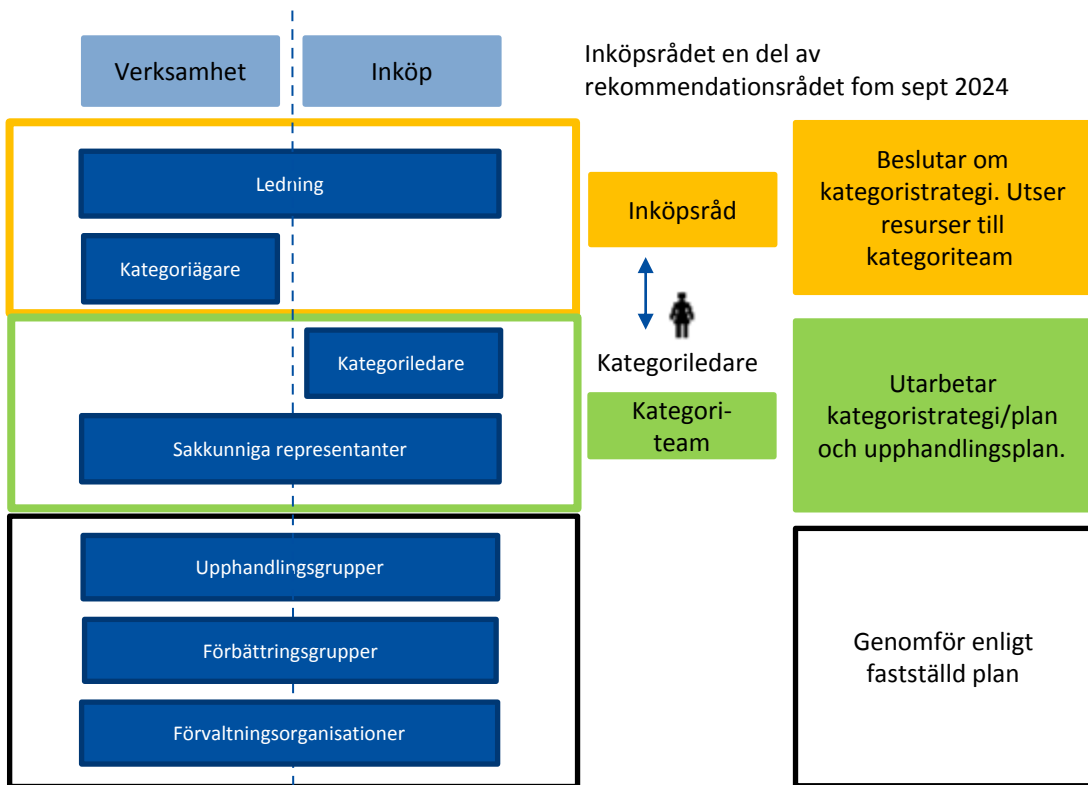 Verksamhet
Inköp
Inköpsrådet en del av
rekommendationsrådet fom sept 2024
Ledning
Kategoriägare
Inköpsråd
Beslutar om
kategoristrategi. Utser
resurser till
kategoriteam
Kategoriledare
Sakkunniga representanter
Kategoriledare
Kategori-
team
Utarbetar
kategoristrategi/plan
och upphandlingsplan.
Upphandlingsgrupper
Förbättringsgrupper
Förvaltningsorganisationer
Genomför enligt
fastställd plan